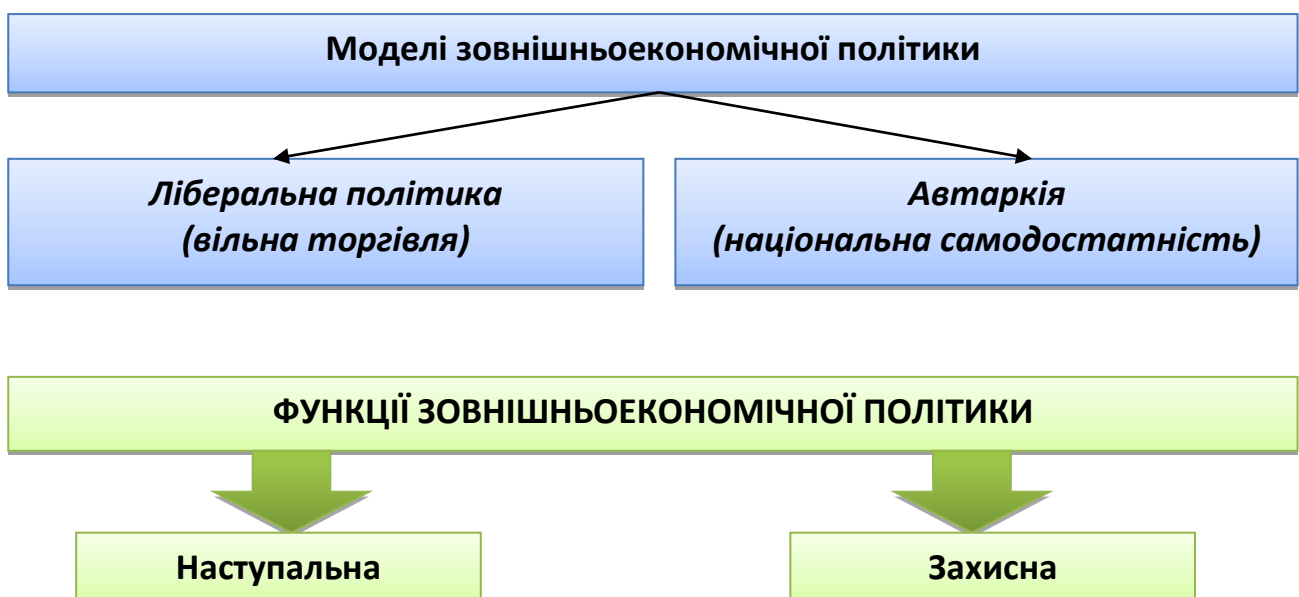 Моделі зовнішньоекономічної політики
Ліберальна політика
(вільна торгівля)
Автаркія
(національна самодостатність)
ФУНКЦІЇ ЗОВНІШНЬОЕКОНОМІЧНОЇ ПОЛІТИКИ
Наступальна
Захисна